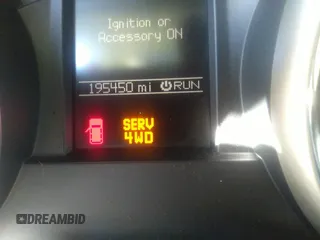 Ignition or
Accessory ON
195450 mi RUN
SERV
4WD
DREAMBID